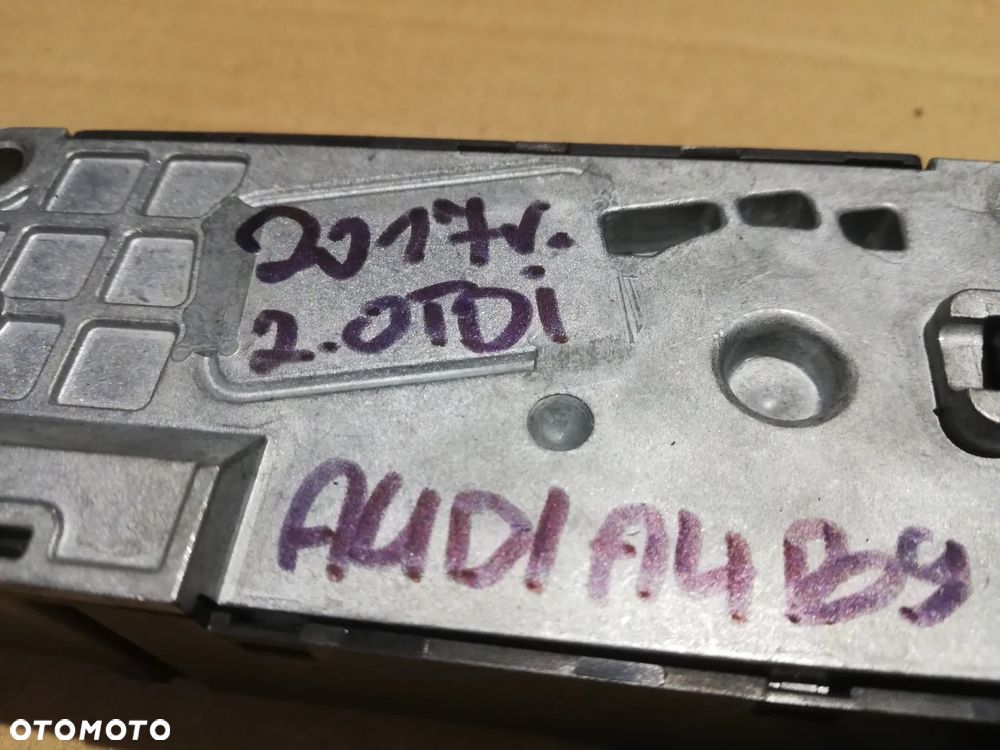 2017r.
2.0TDi
AUDI A4 B9
OTOMOTO